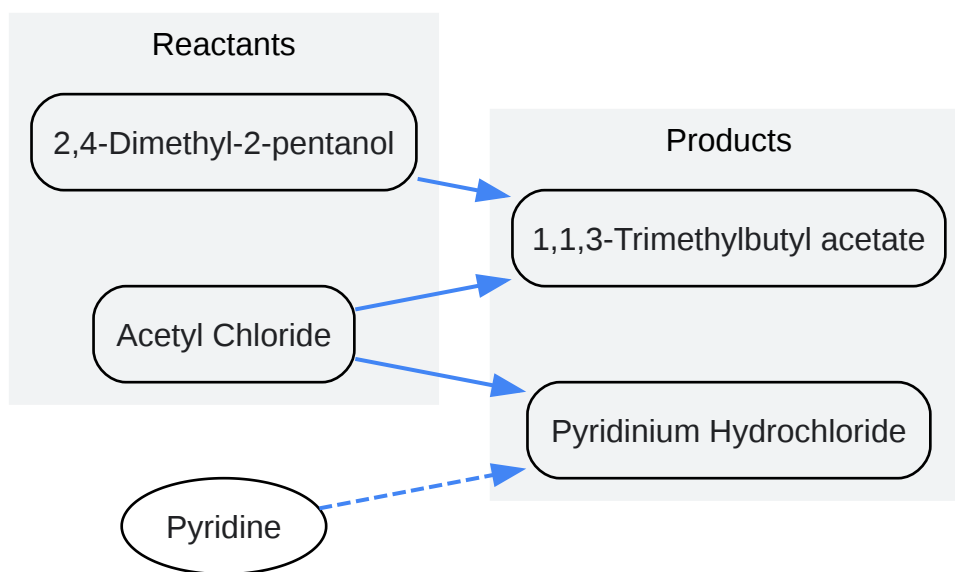 Reactants
2,4-Dimethyl-2-pentanol
Acetyl Chloride
Pyridine
Products
1,1,3-Trimethylbutyl acetate
Pyridinium Hydrochloride